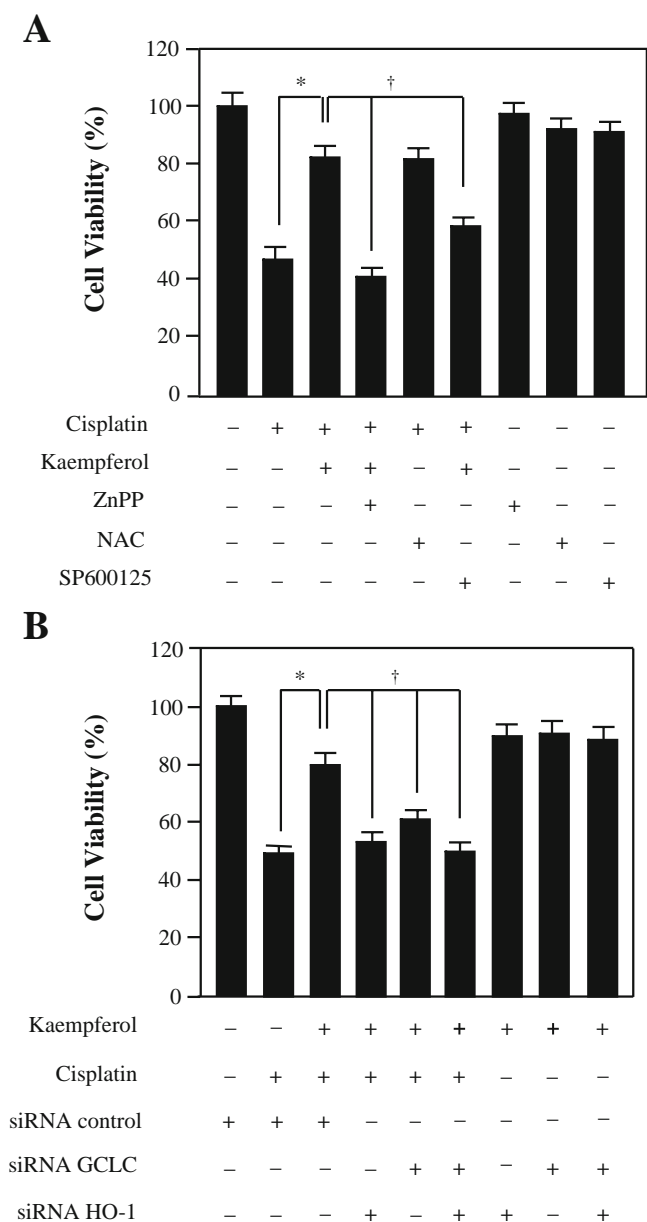 A
120
100
80
60
40
20
0
Cell Viability (%)
*
†
Cisplatin – + + + + + – – –
Kaempferol – – + + – + – – –
ZnPP – – – + – – + – –
NAC – – – – + – – + –
SP600125 – – – – – + – – +
B
120
100
80
60
40
20
0
Cell Viability (%)
*
†
Kaempferol – – + + + + + + +
Cisplatin – + + + + + – – –
siRNA control + + + – – – – – –
siRNA GCLC – – – – + + – + +
siRNA HO-1 – – – + – + + – +